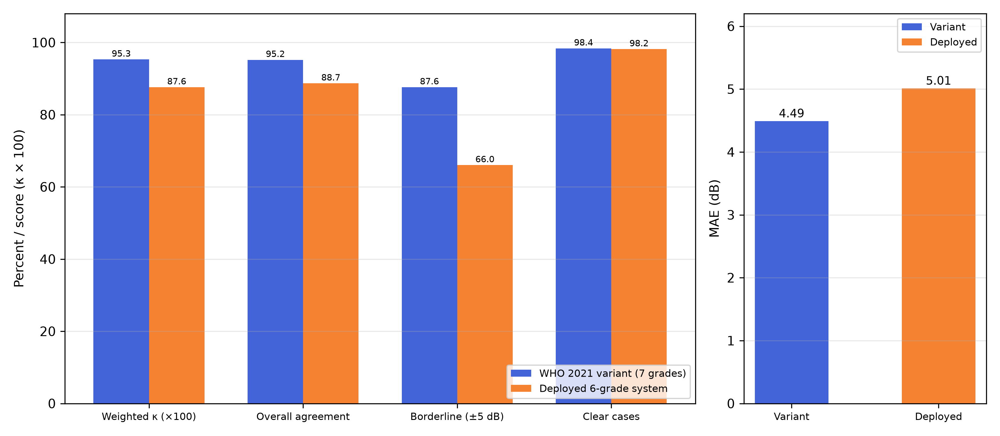 Percent / score (κ × 100)
100
80
60
40
20
0
95.3
87.6
95.2
88.7
87.6
66.0
98.4
98.2
WHO 2021 variant (7 grades)
Deployed 6-grade system
Weighted κ (×100)
Overall agreement
Borderline (±5 dB)
Clear cases
MAE (dB)
6
5
4
3
2
1
0
Variant
Deployed
4.49
5.01
Variant
Deployed